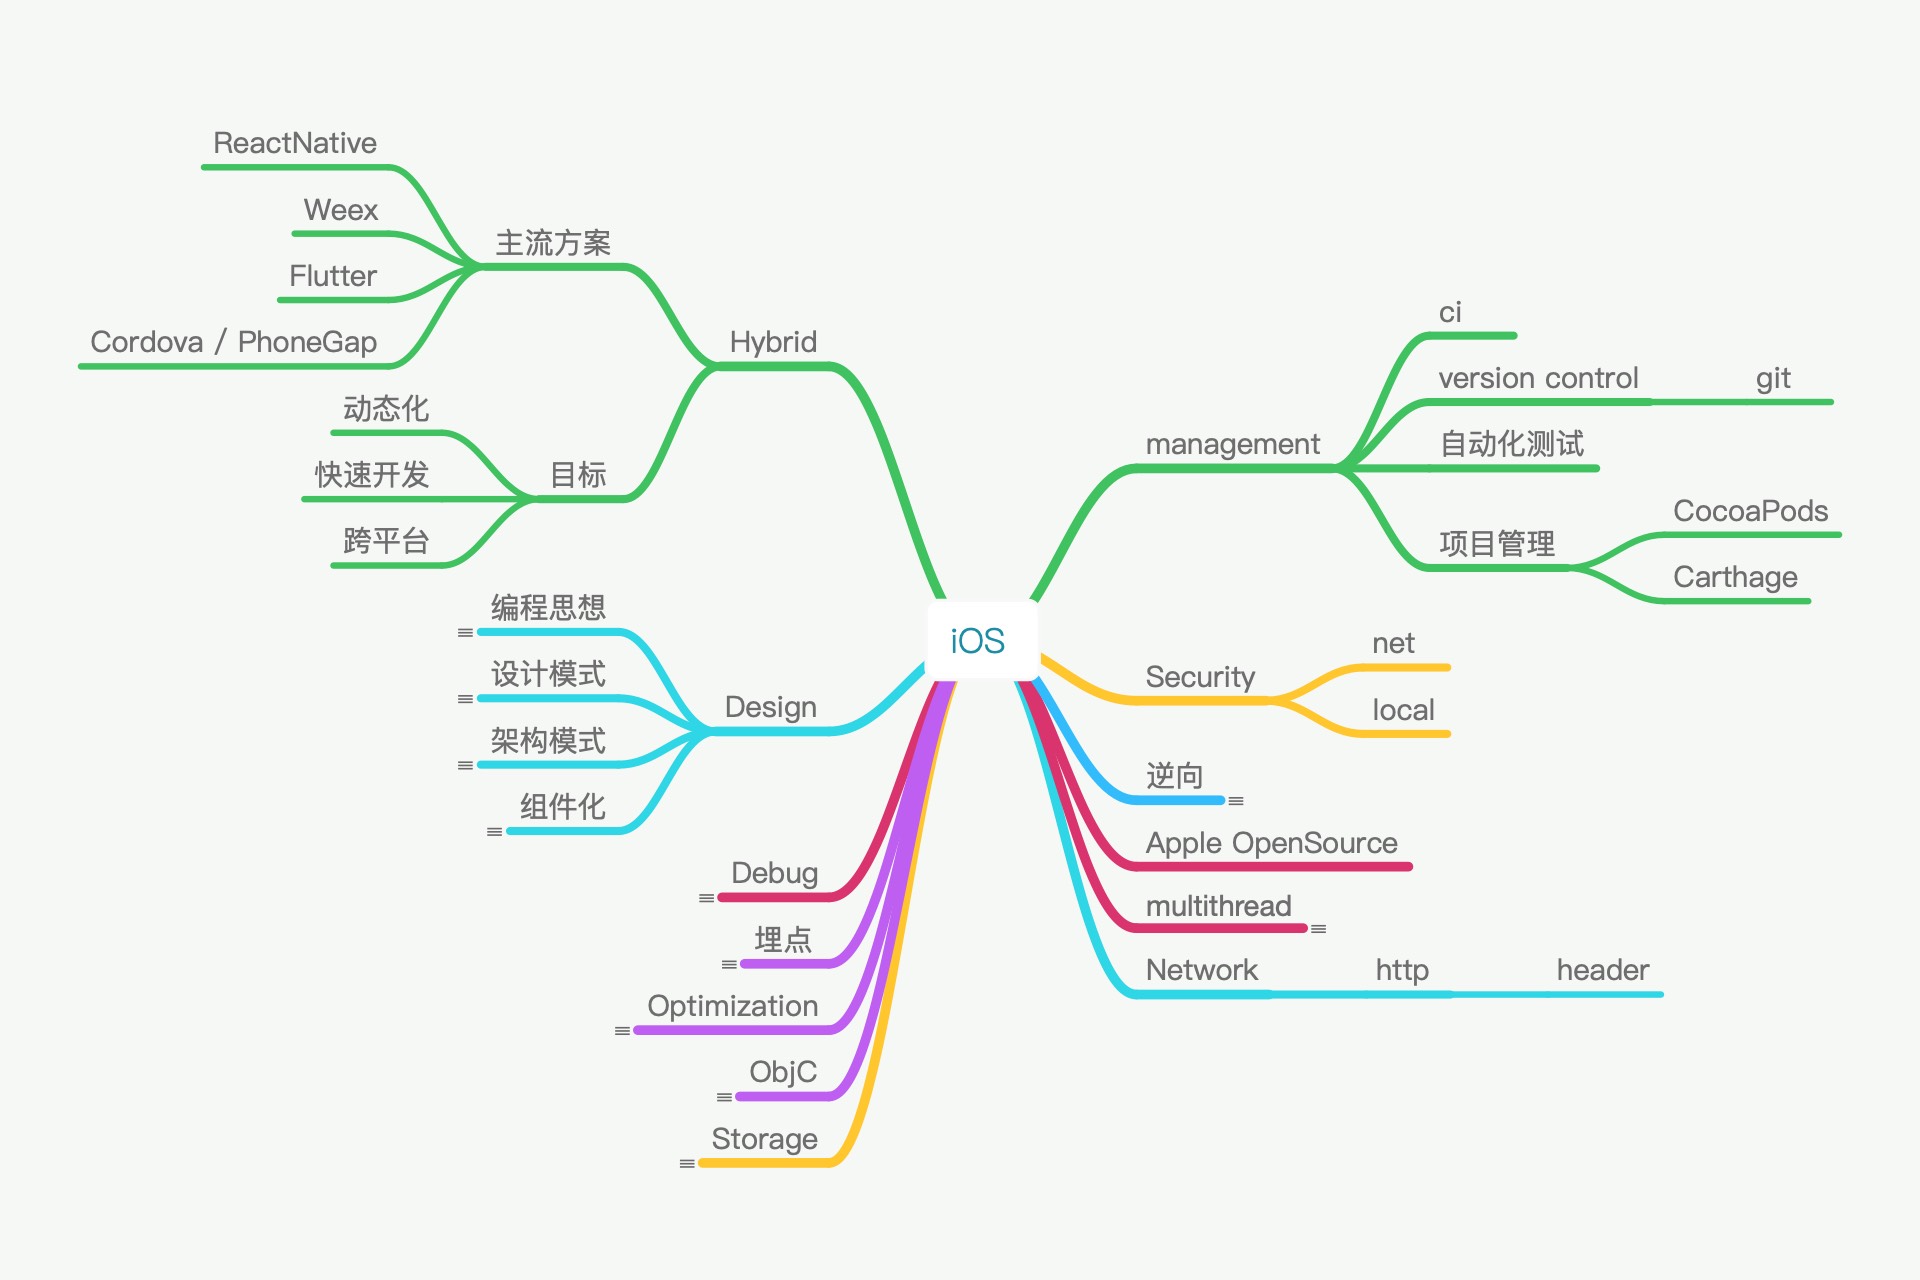 ReactNative
Weex
Flutter
Cordova / PhoneGap
主流方案
动态化
快速开发
跨平台
目标
Hybrid
编程思想
设计模式
架构模式
组件化
Design
Debug
埋点
Optimization
ObjC
Storage
iOS
management
ci
version control
git
自动化测试
项目管理
CocoaPods
Carthage
Security
net
local
逆向
Apple OpenSource
multithread
Network
http
header